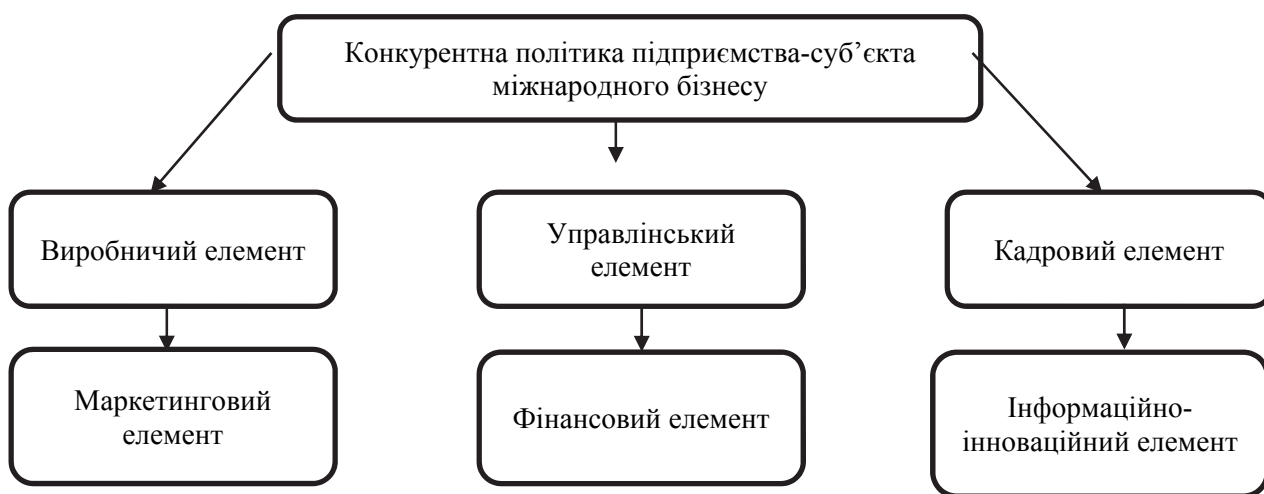 Конкурентна політика підприємства-суб’єкта
міжнародного бізнесу
Виробничий елемент
Управлінський
елемент
Кадровий елемент
Маркетинговий
елемент
Фінансовий елемент
Інформаційно-
інноваційний елемент